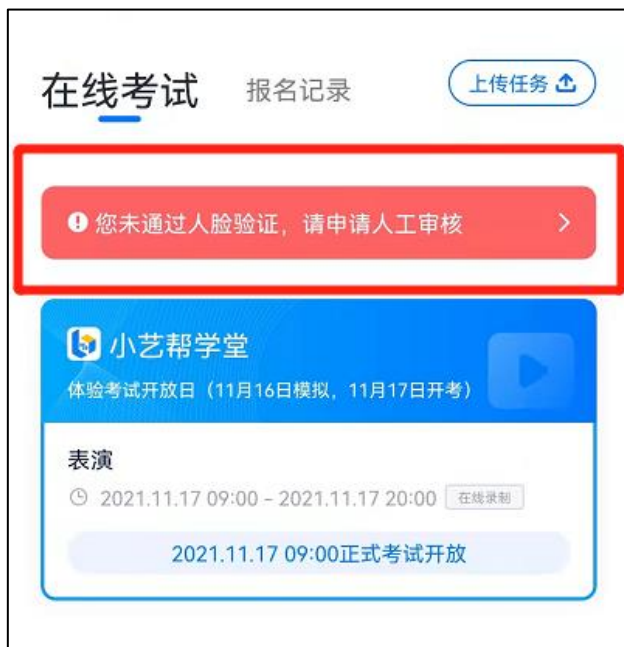 在线考试 报名记录 上传任务
您未通过人脸验证，请申请人工审核
小艺帮学堂
体验考试开放日（11月16日模拟，11月17日开考）
表演
2021.11.17 09:00 - 2021.11.17 20:00 在线录制
2021.11.17 09:00正式考试开放